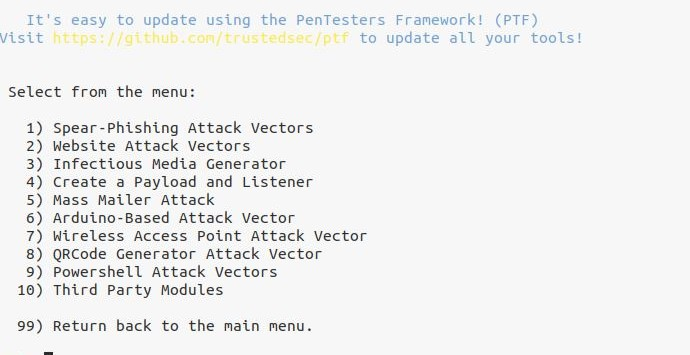 It's easy to update using the PenTesters Framework! (PTF)
Visit https://github.com/trustedsec/ptf to update all your tools!
Select from the menu:
1) Spear-Phishing Attack Vectors
2) Website Attack Vectors
3) Infectious Media Generator
4) Create a Payload and Listener
5) Mass Mailer Attack
6) Arduino-Based Attack Vector
7) Wireless Access Point Attack Vector
8) QRCode Generator Attack Vector
9) Powershell Attack Vectors
10) Third Party Modules
99) Return back to the main menu.